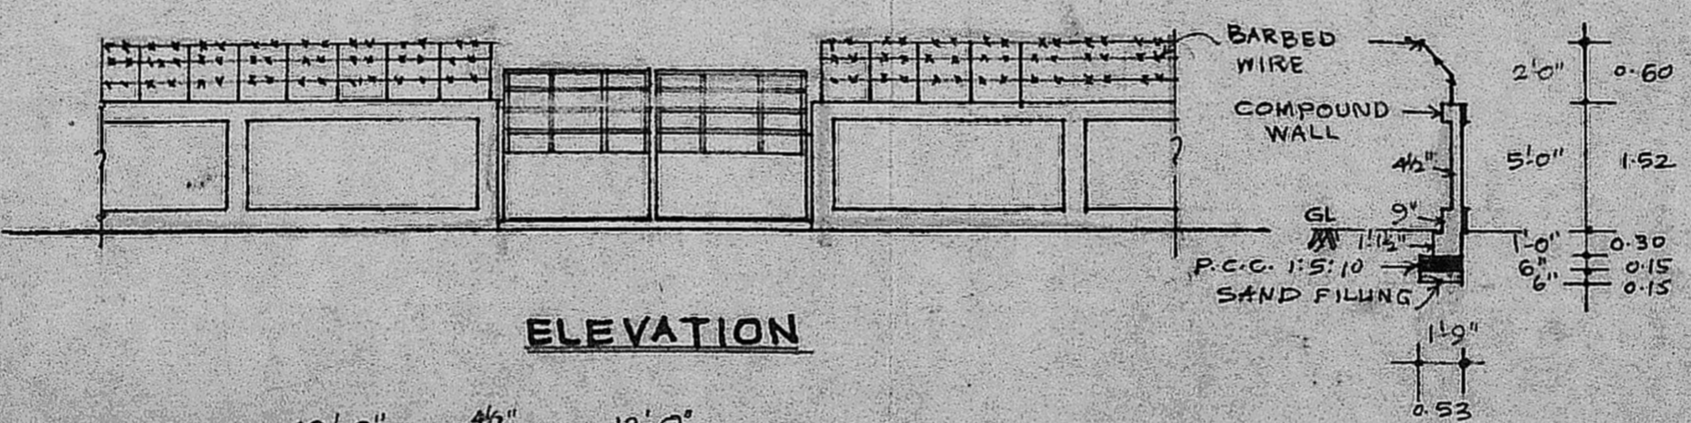 BARBED
WIRE
2'0" 0.60
COMPOUND
WALL
4½" 5'0" 1.52
GL 9"
1'1½" 1'-0" 0.30
P.C.C. 1:5:10 6" 0.15
SAND FILLING 6" 0.15
ELEVATION
1'-9"
0.53
4½"